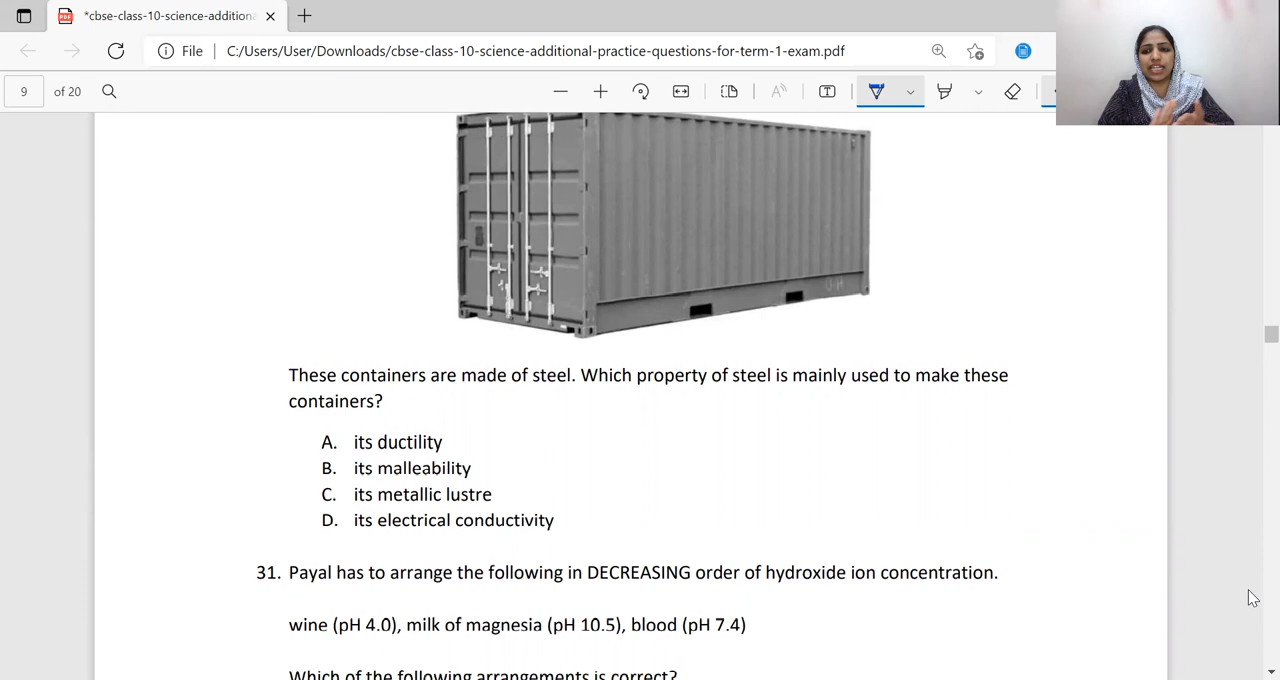 *cbse-class-10-science-additiona
File
C:/Users/User/Downloads/cbse-class-10-science-additional-practice-questions-for-term-1-exam.pdf
9 of 20
These containers are made of steel. Which property of steel is mainly used to make these
containers?
A. its ductility
B. its malleability
C. its metallic lustre
D. its electrical conductivity
31. Payal has to arrange the following in DECREASING order of hydroxide ion concentration.
wine (pH 4.0), milk of magnesia (pH 10.5), blood (pH 7.4)
Which of the following arrangements is correct?